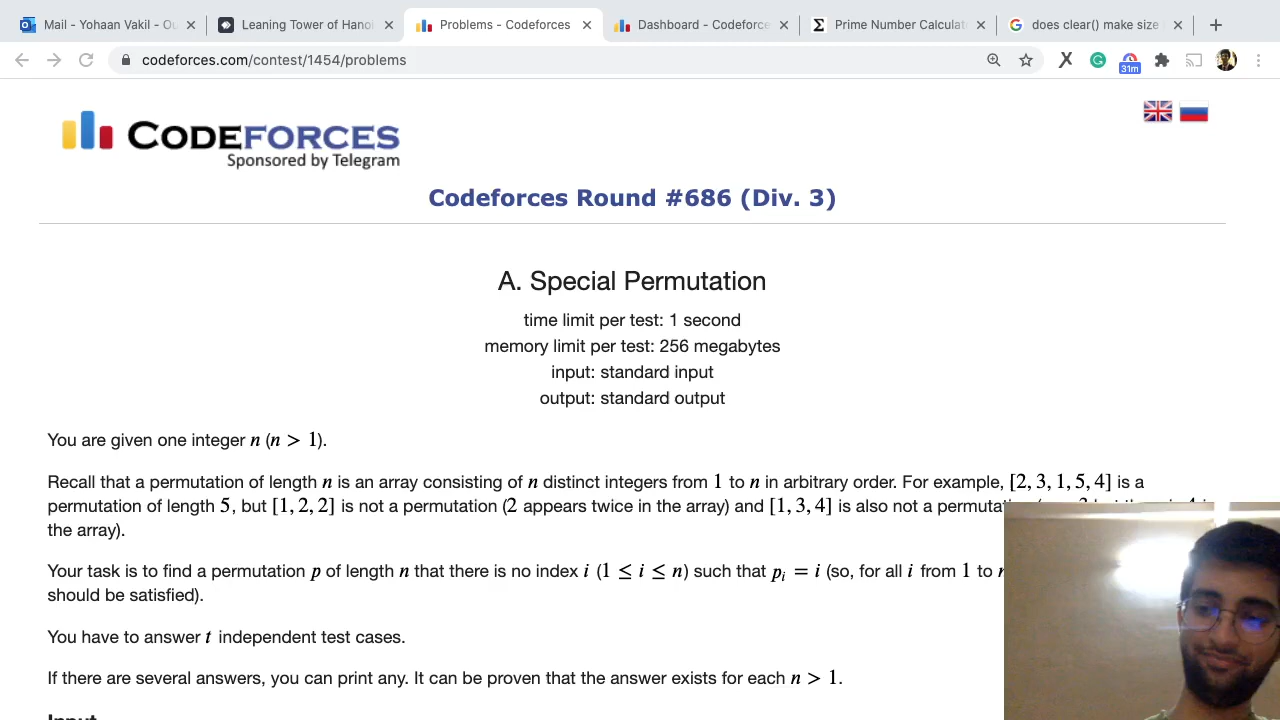 Mail - Yohaan Vakil - Ou
Leaning Tower of Hanoi
Problems - Codeforces
Dashboard - Codeforce
Prime Number Calculat
does clear() make size
codeforces.com/contest/1454/problems
31m
CODEFORCES
Sponsored by Telegram
Codeforces Round #686 (Div. 3)
A. Special Permutation
time limit per test: 1 second
memory limit per test: 256 megabytes
input: standard input
output: standard output
You are given one integer n (n > 1).
Recall that a permutation of length n is an array consisting of n distinct integers from 1 to n in arbitrary order. For example, [2, 3, 1, 5, 4] is a
permutation of length 5, but [1, 2, 2] is not a permutation (2 appears twice in the array) and [1, 3, 4] is also not a permutat
the array).
Your task is to find a permutation p of length n that there is no index i (1 ≤ i ≤ n) such that pᵢ = i (so, for all i from 1 to n
should be satisfied).
You have to answer t independent test cases.
If there are several answers, you can print any. It can be proven that the answer exists for each n > 1.
Input